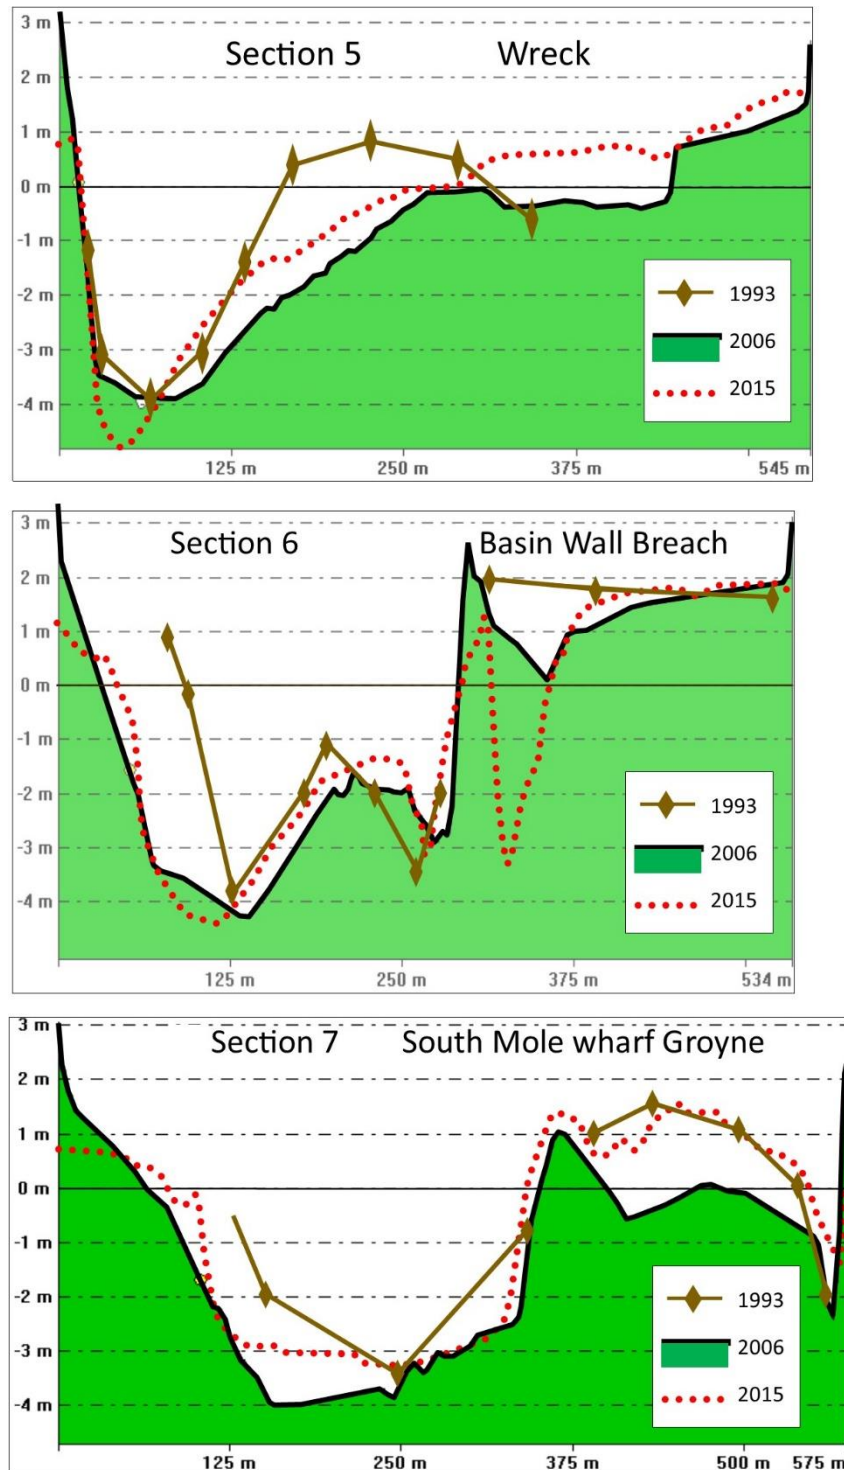 Section 5 Wreck
3 m
2 m
1 m
0 m
-1 m
-2 m
-3 m
-4 m
1993
2006
2015
125 m 250 m 375 m 545 m
Section 6 Basin Wall Breach
3 m
2 m
1 m
0 m
-1 m
-2 m
-3 m
-4 m
1993
2006
2015
125 m 250 m 375 m 534 m
Section 7 South Mole wharf Groyne
3 m
2 m
1 m
0 m
-1 m
-2 m
-3 m
-4 m
1993
2006
2015
125 m 250 m 375 m 500 m 575 m